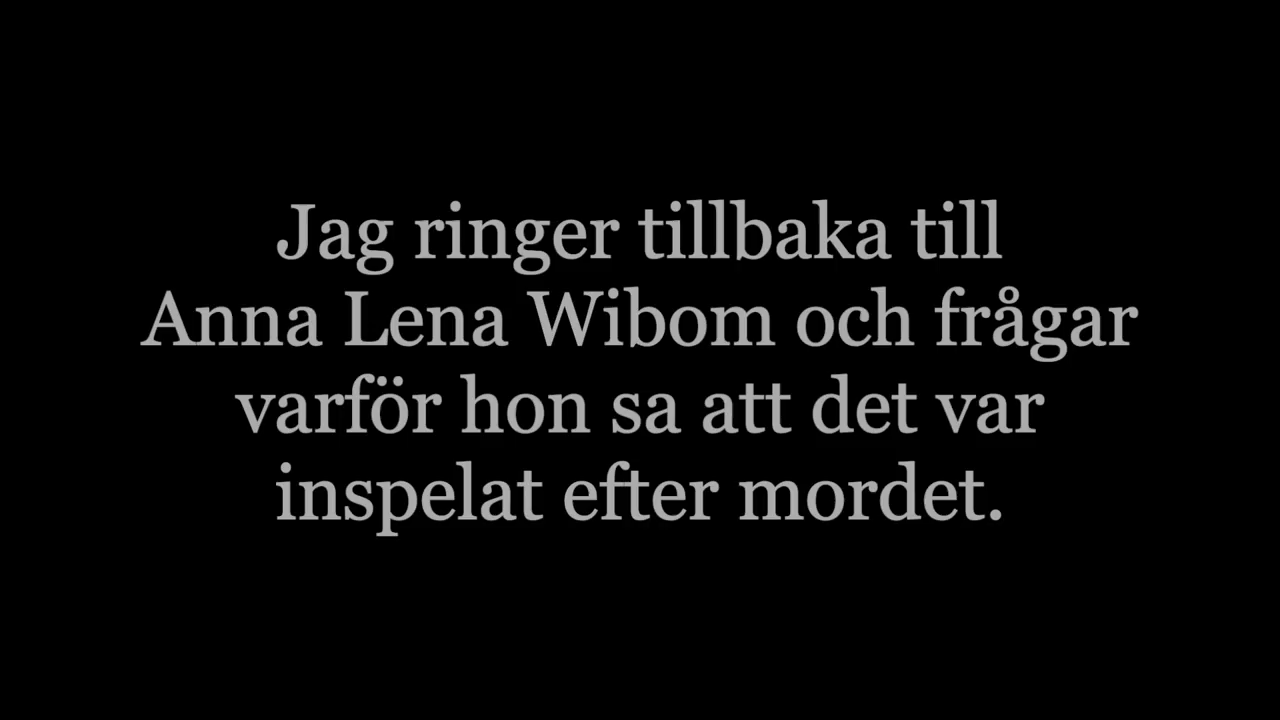 Jag ringer tillbaka till
Anna Lena Wibom och frågar
varför hon sa att det var
inspelat efter mordet.